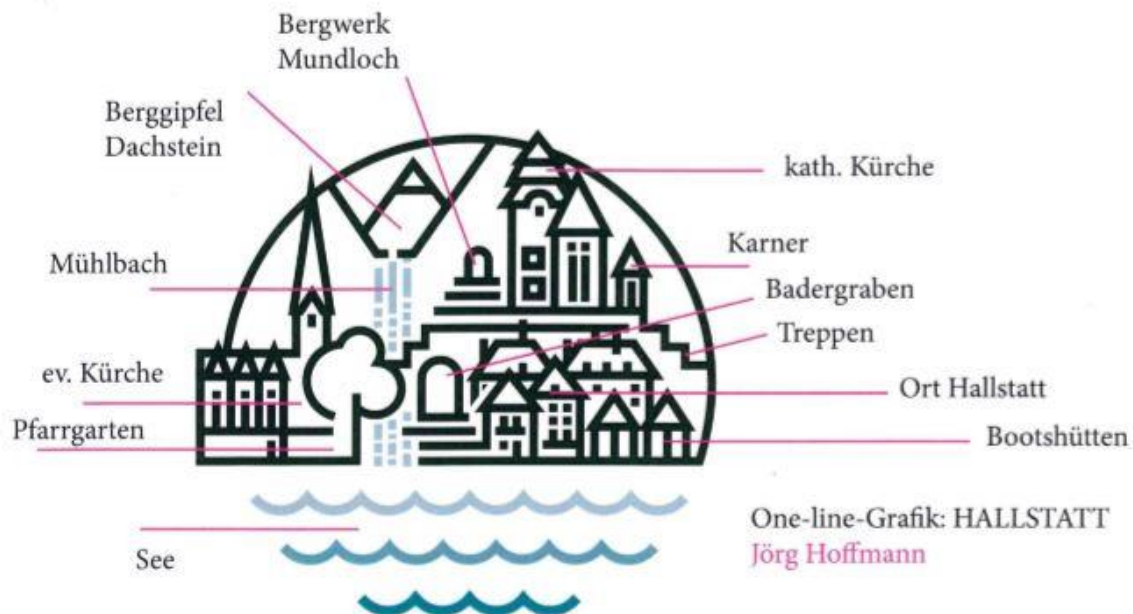 Bergwerk
Mundloch
Berggipfel
Dachstein
kath. Kürche
Karner
Mühlbach
Badergraben
Treppen
ev. Kürche
Ort Hallstatt
Pfarrgarten
Bootshütten
One-line-Grafik: HALLSTATT
Jörg Hoffmann
See